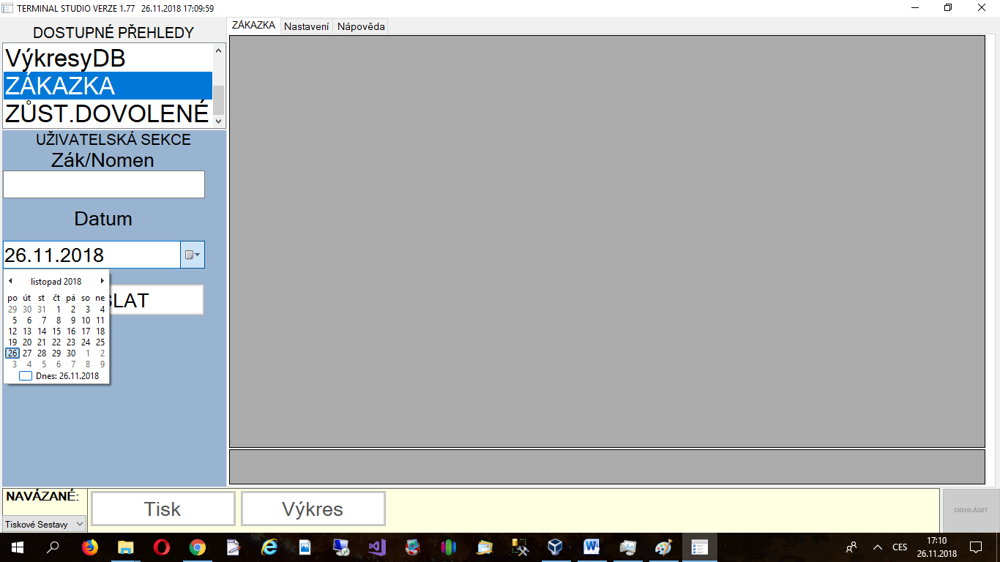 TERMINAL STUDIO VERZE 1.77 26.11.2018 17:09:59
DOSTUPNÉ PŘEHLEDY
VýkresyDB
ZÁKAZKA
ZŮST.DOVOLENÉ
UŽIVATELSKÁ SEKCE
Zák/Nomen
Datum
26.11.2018
listopad 2018
po út st čt pá so ne
29 30 31 1 2 3 4
5 6 7 8 9 10 11
12 13 14 15 16 17 18
19 20 21 22 23 24 25
26 27 28 29 30 1 2
3 4 5 6 7 8 9
Dnes: 26.11.2018
LAT
ZÁKAZKA Nastavení Nápověda
NAVÁZANÉ:
Tiskové Sestavy
Tisk Výkres
ODHLÁSIT
CES
17:10
26.11.2018